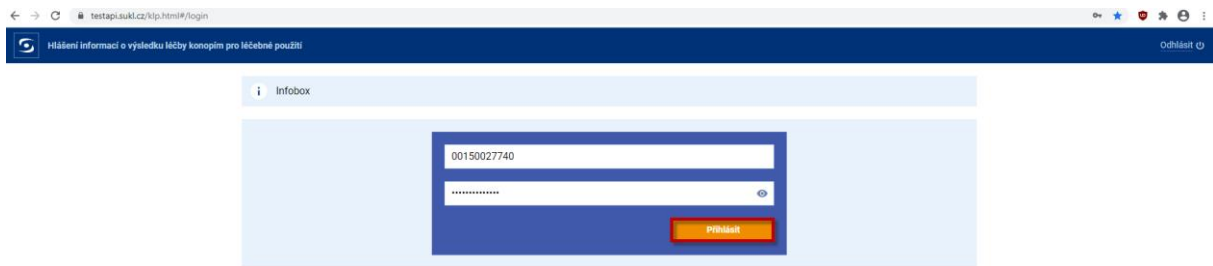 testapi.sukl.cz/klp.html#/login
Hlášení informací o výsledku léčby konopím pro léčebné použití
Odhlásit
i Infobox
00150027740
•••••••••••••
Přihlásit